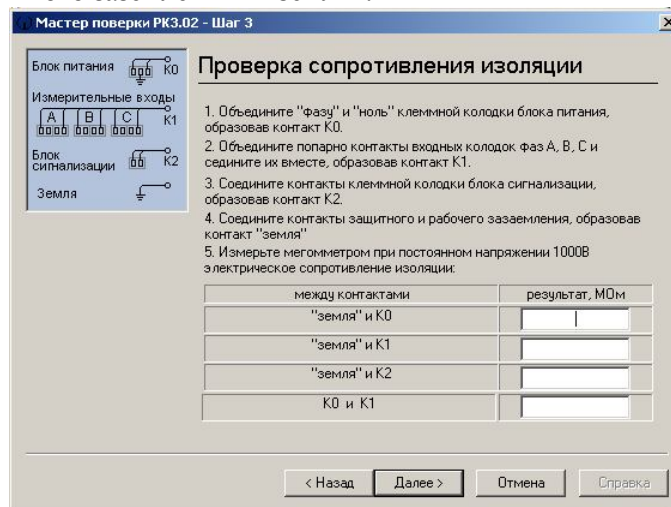 Мастер поверки РК3.02 - Шаг 3
Блок питания
К0
Измерительные входы
A B C
К1
Блок
сигнализации
К2
Земля
Проверка сопротивления изоляции
1. Объедините "фазу" и "ноль" клеммной колодки блока питания,
образовав контакт К0.
2. Объедините попарно контакты входных колодок фаз А, В, С и
седините их вместе, образовав контакт К1.
3. Соедините контакты клеммной колодки блока сигнализации,
образовав контакт К2.
4. Соедините контакты защитного и рабочего зазаемления, образовав
контакт "земля"
5. Измерьте мегомметром при постоянном напряжении 1000В
электрическое сопротивление изоляции:
между контактами
результат, МОм
"земля" и К0
"земля" и К1
"земля" и К2
К0 и К1
< Назад
Далее >
Отмена
Справка